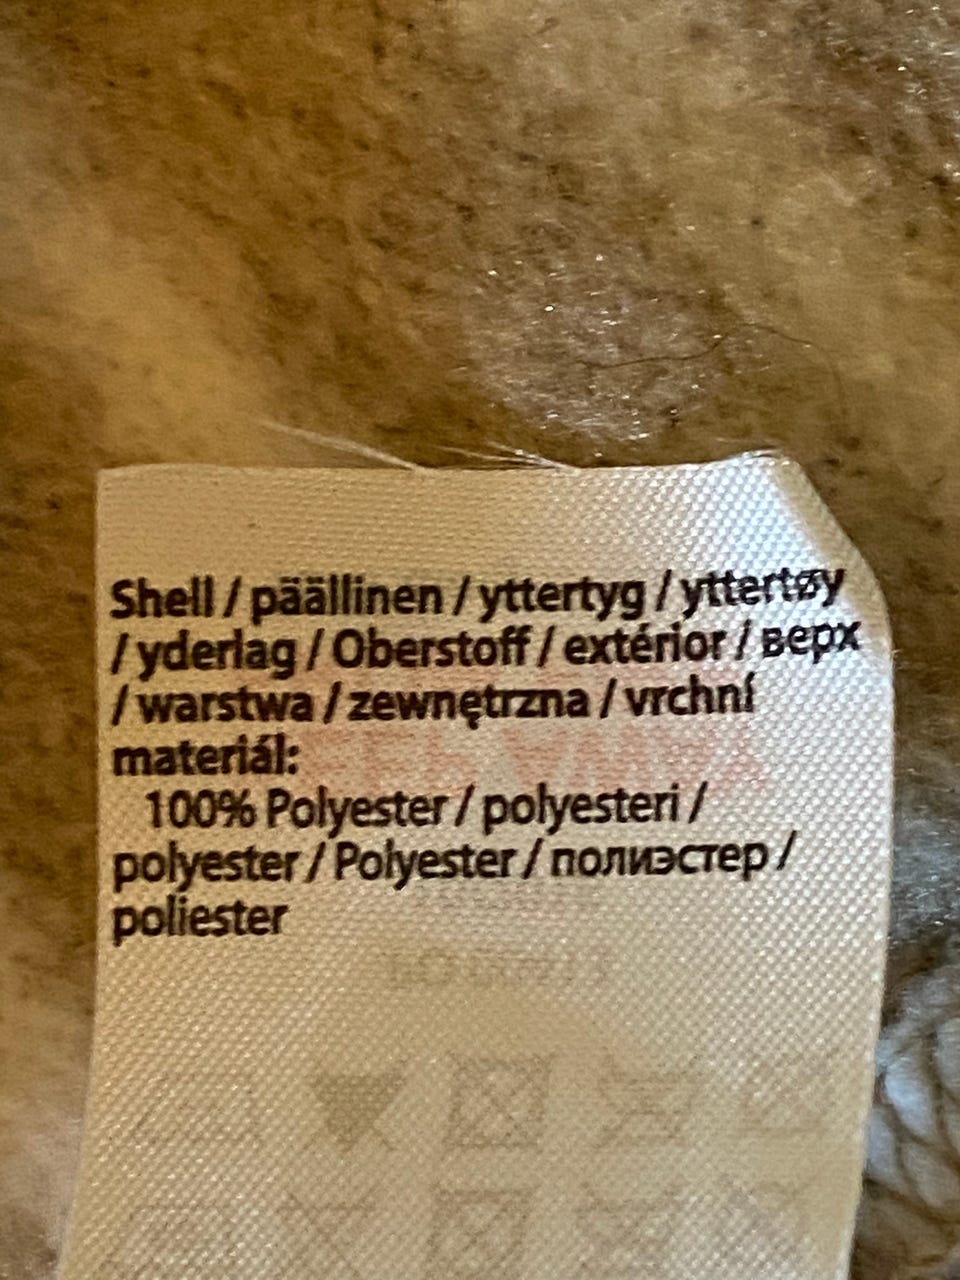 Shell / päällinen / yttertyg / yttertøy
/ yderlag / Oberstoff / extérior / верх
/ warstwa / zewnętrzna / vrchní
materiál:
100% Polyester / polyesteri /
polyester / Polyester / полиэстер /
poliester